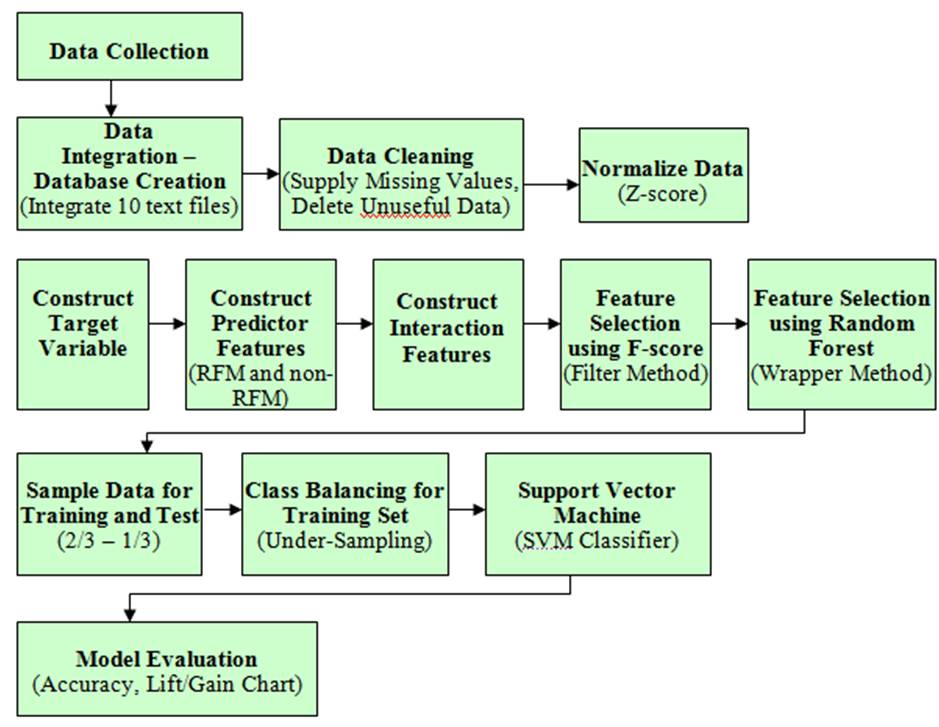 Data Collection
Data
Integration –
Database Creation
(Integrate 10 text files)
Data Cleaning
(Supply Missing Values,
Delete Unuseful Data)
Normalize Data
(Z-score)
Construct
Target
Variable
Construct
Predictor
Features
(RFM and non-
RFM)
Construct
Interaction
Features
Feature
Selection
using F-score
(Filter Method)
Feature Selection
using Random
Forest
(Wrapper Method)
Sample Data for
Training and Test
(2/3 – 1/3)
Class Balancing for
Training Set
(Under-Sampling)
Support Vector
Machine
(SVM Classifier)
Model Evaluation
(Accuracy, Lift/Gain Chart)